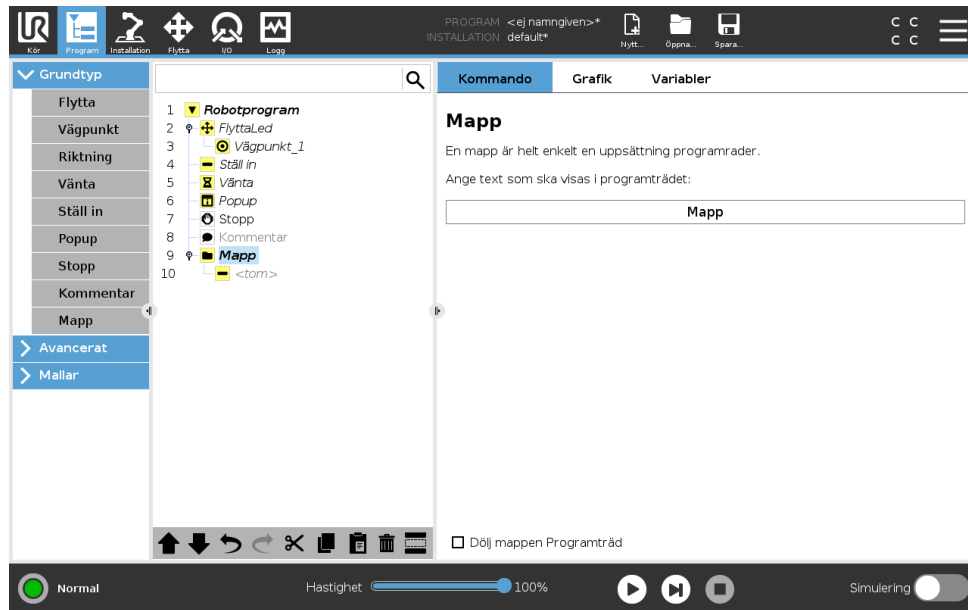 PROGRAM <ej namngiven>*
INSTALLATION default*
Kör
Program
Installation
Flytta
I/O
Logg
Nytt...
Öppna...
Spara...
C C
C C
Grundtyp
Flytta
Vägpunkt
Riktning
Vänta
Ställ in
Popup
Stopp
Kommentar
Mapp
Avancerat
Mallar
1 Robotprogram
2 FlyttaLed
3 Vägpunkt_1
4 Ställ in
5 Vänta
6 Popup
7 Stopp
8 Kommentar
9 Mapp
10 <tom>
Kommando Grafik Variabler
Mapp
En mapp är helt enkelt en uppsättning programrader.
Ange text som ska visas i programträdet:
Mapp
Dölj mappen Programträd
Normal
Hastighet 100%
Simulering